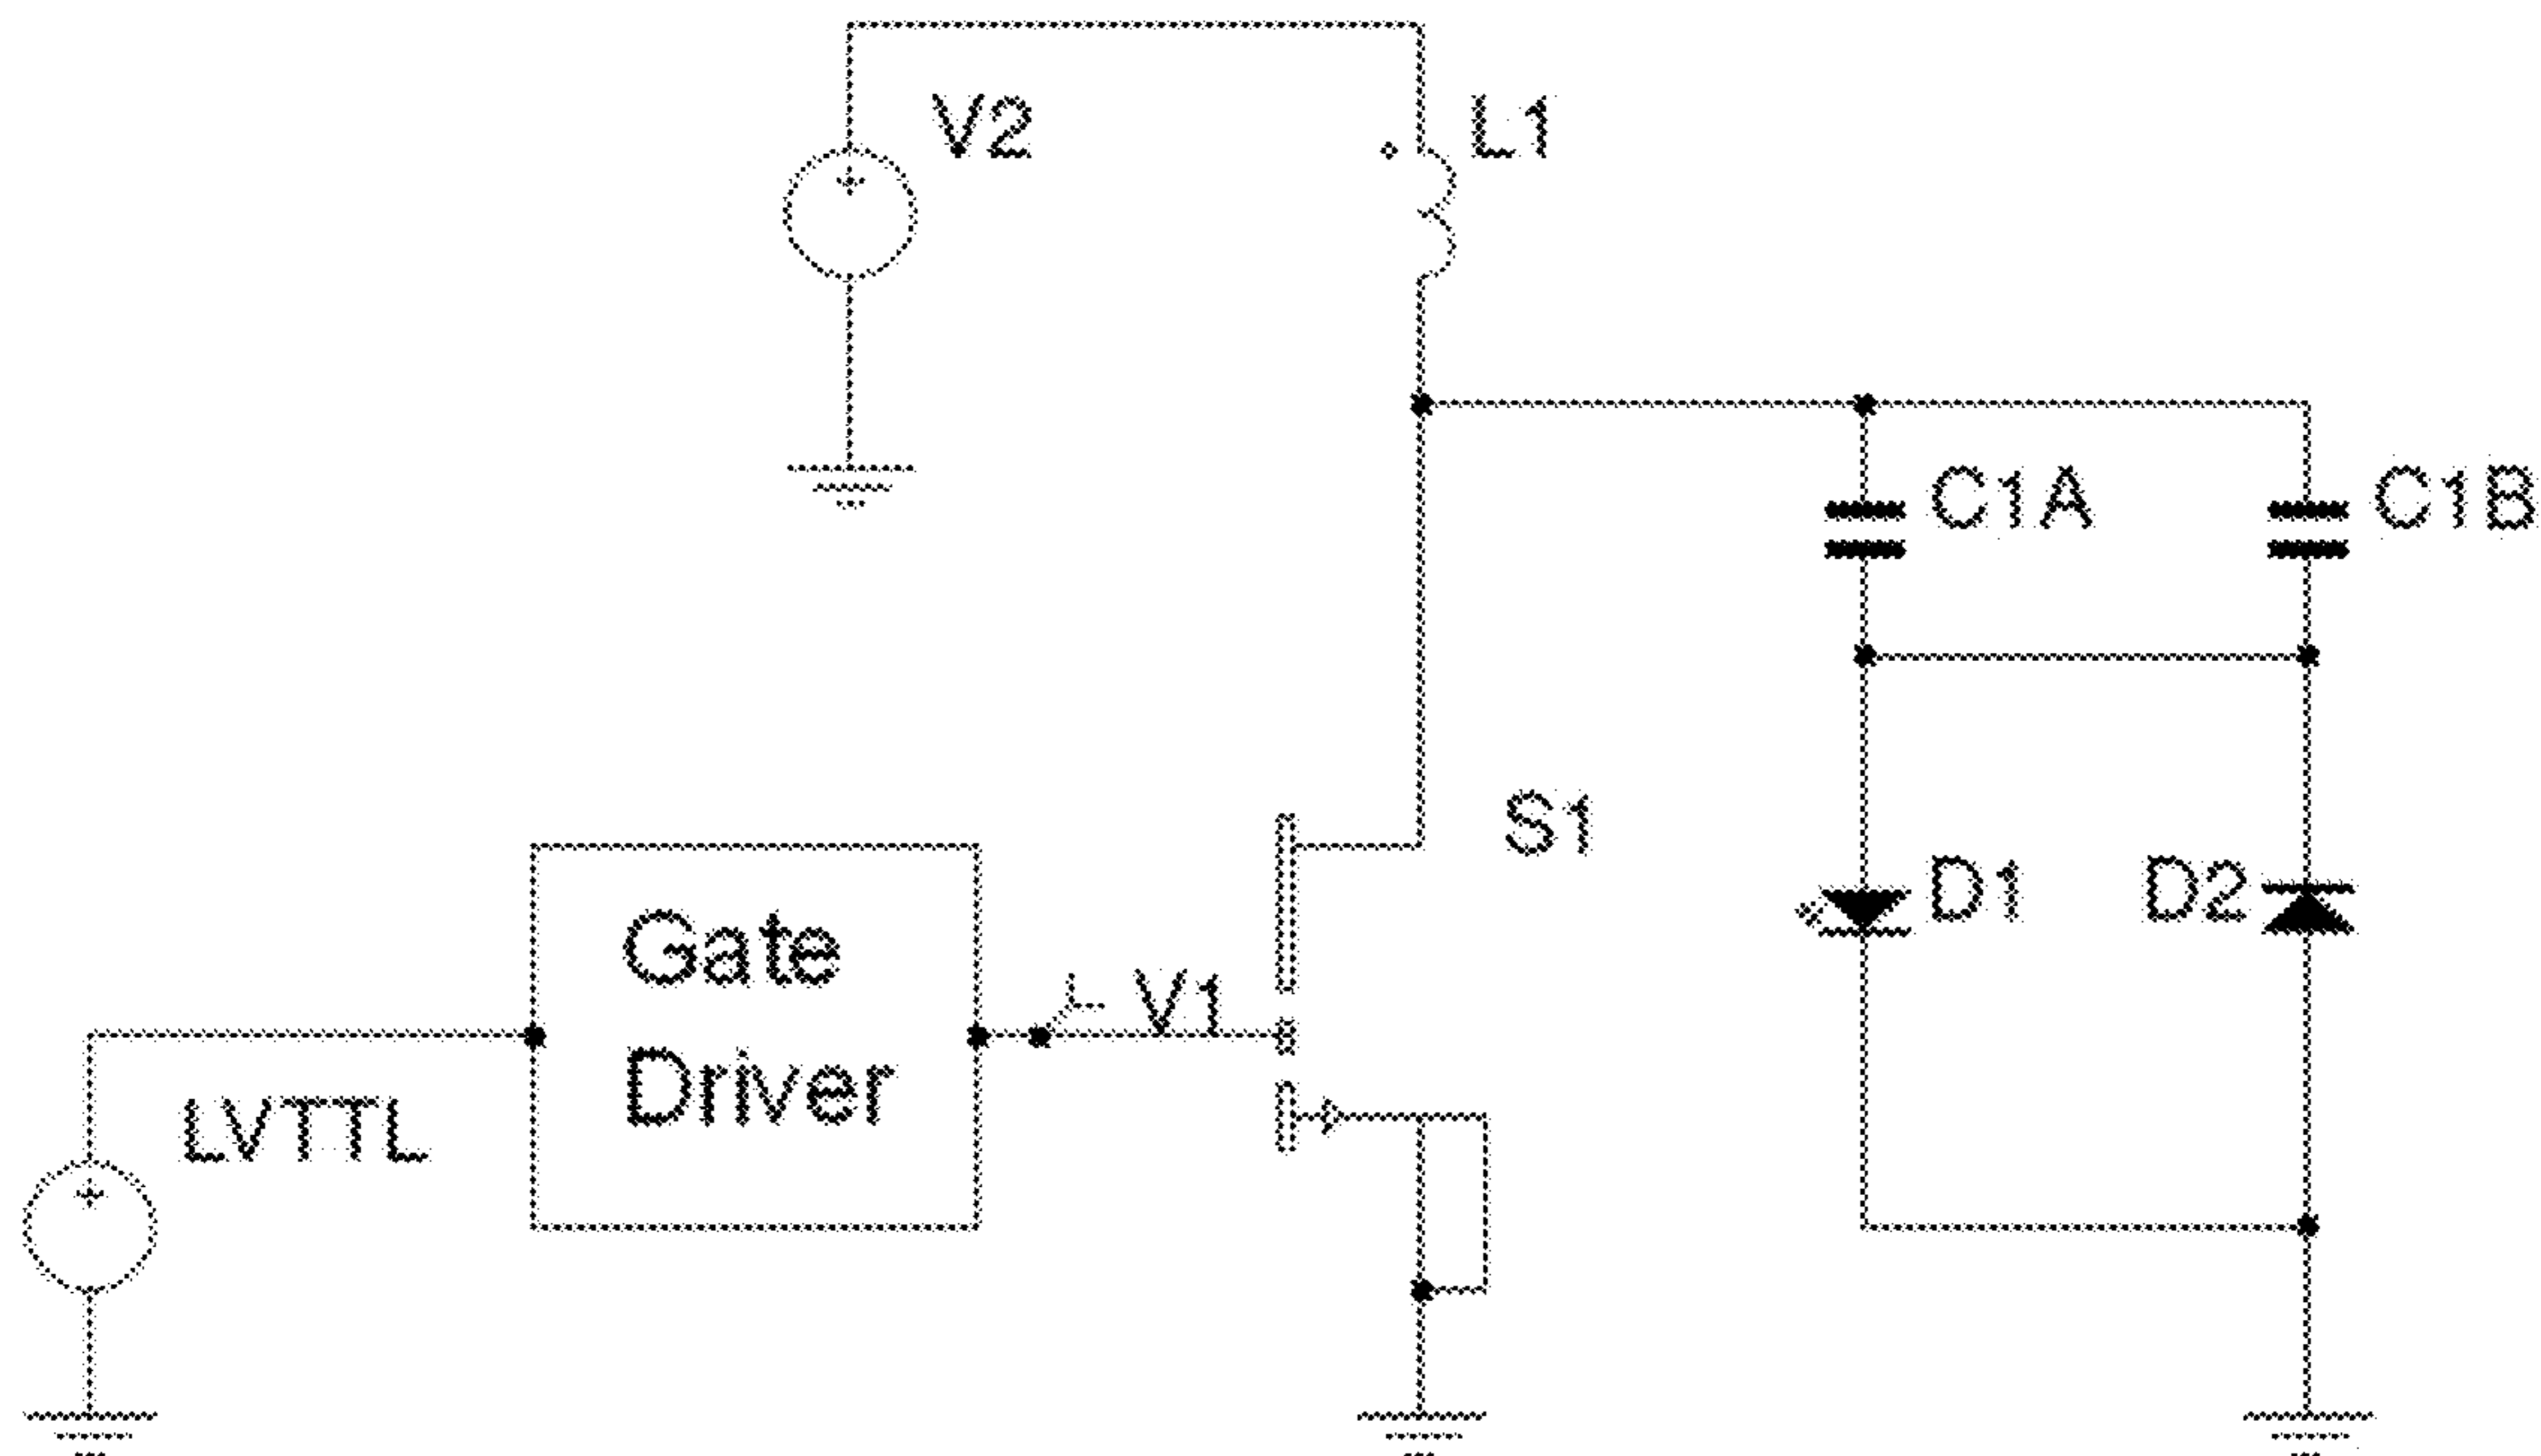 V2
L1
C1A
C1B
S1
D1
D2
Gate
Driver
V1
LVTTL